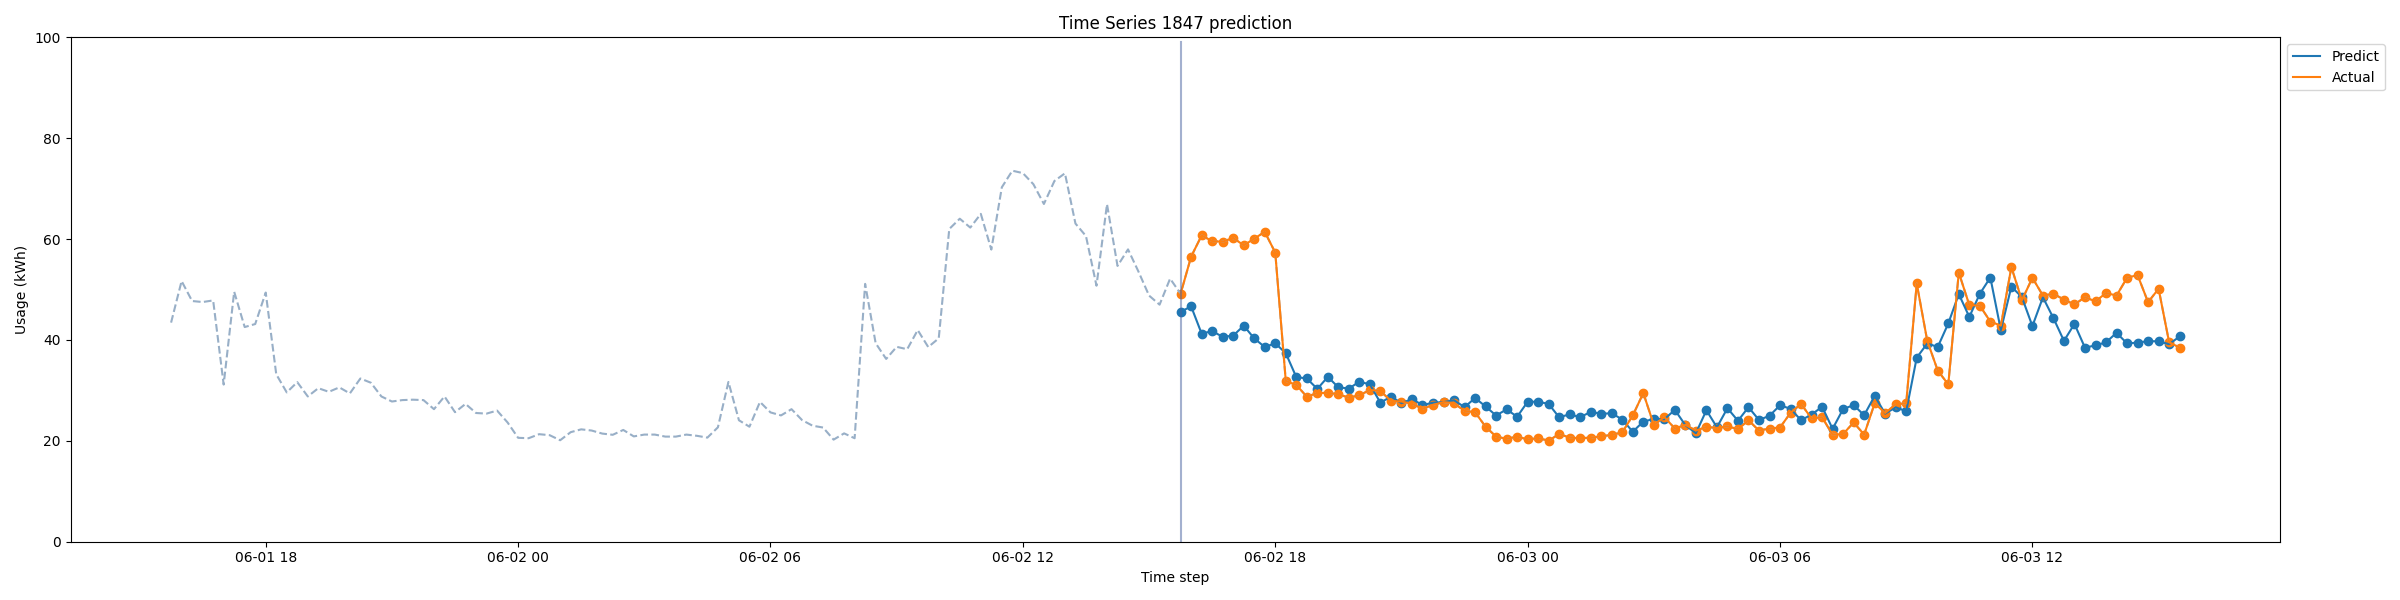 Time Series 1847 prediction
Predict
Actual
100
80
60
40
20
0
Usage (kWh)
06-01 18
06-02 00
06-02 06
06-02 12
06-02 18
06-03 00
06-03 06
06-03 12
Time step